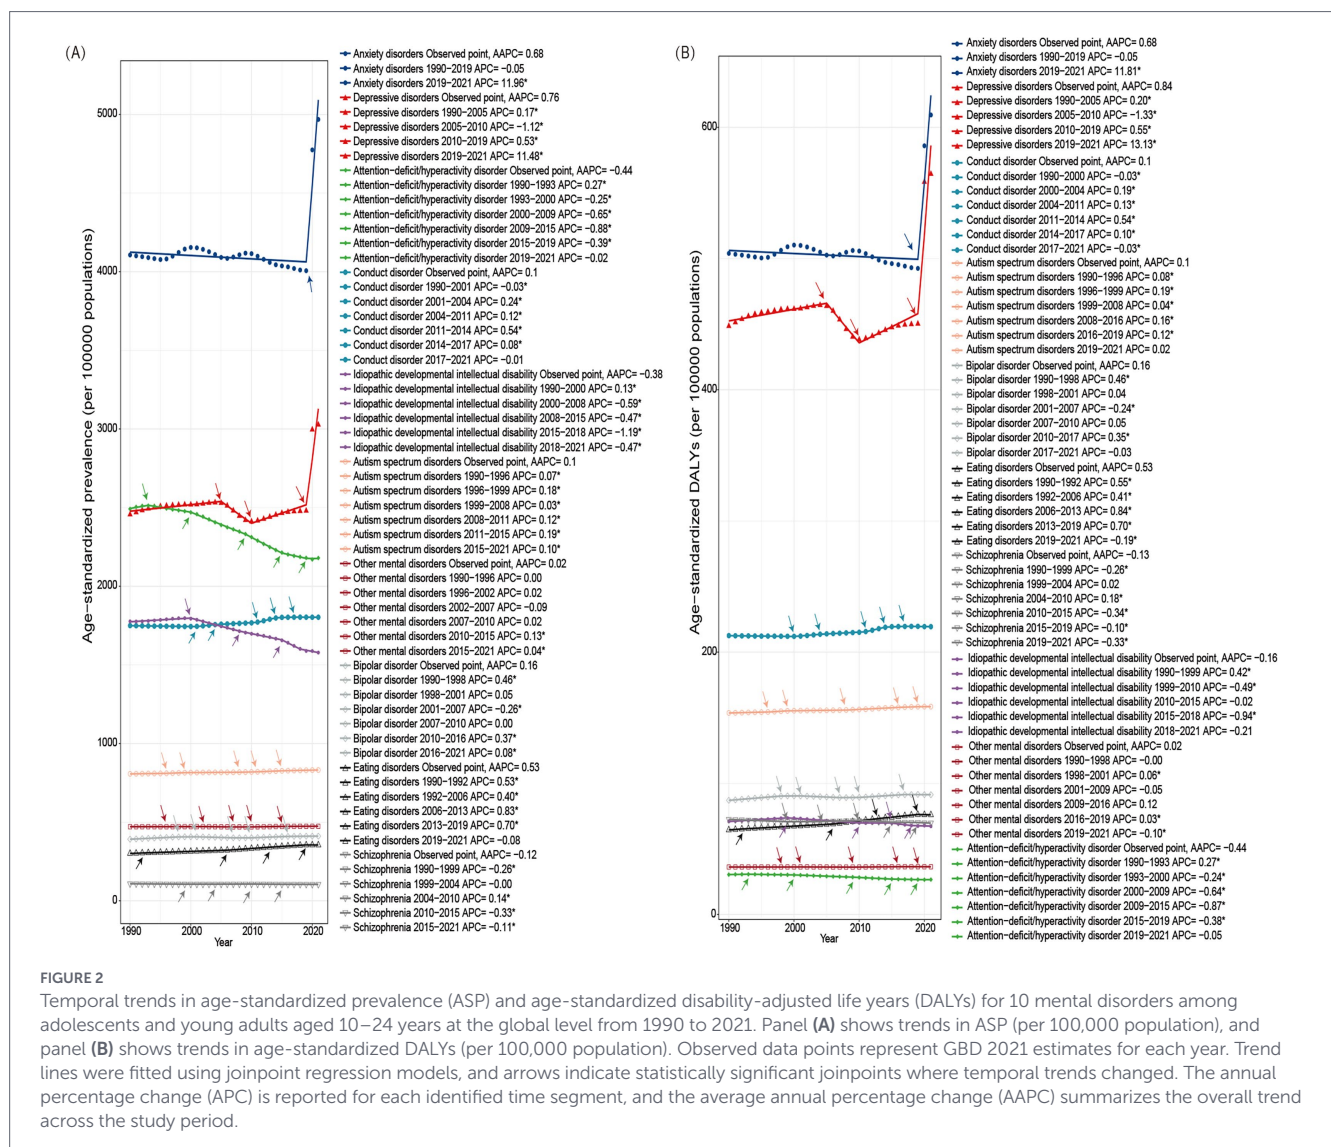 (A)
Age-standardized prevalence (per 100000 populations)
5000
4000
3000
2000
1000
0
1990
2000
2010
2020
Year
Anxiety disorders Observed point, AAPC= 0.68
Anxiety disorders 1990−2019 APC= −0.05
Anxiety disorders 2019−2021 APC= 11.96*
Depressive disorders Observed point, AAPC= 0.76
Depressive disorders 1990−2005 APC= 0.17*
Depressive disorders 2005−2010 APC= −1.12*
Depressive disorders 2010−2019 APC= 0.53*
Depressive disorders 2019−2021 APC= 11.48*
Attention−deficit/hyperactivity disorder Observed point, AAPC= −0.44
Attention−deficit/hyperactivity disorder 1990−1993 APC= 0.27*
Attention−deficit/hyperactivity disorder 1993−2000 APC= −0.25*
Attention−deficit/hyperactivity disorder 2000−2009 APC= −0.65*
Attention−deficit/hyperactivity disorder 2009−2015 APC= −0.88*
Attention−deficit/hyperactivity disorder 2015−2019 APC= −0.39*
Attention−deficit/hyperactivity disorder 2019−2021 APC= −0.02
Conduct disorder Observed point, AAPC= 0.1
Conduct disorder 1990−2001 APC= −0.03*
Conduct disorder 2001−2004 APC= 0.24*
Conduct disorder 2004−2011 APC= 0.12*
Conduct disorder 2011−2014 APC= 0.54*
Conduct disorder 2014−2017 APC= 0.08*
Conduct disorder 2017−2021 APC= −0.01
Idiopathic developmental intellectual disability Observed point, AAPC= −0.38
Idiopathic developmental intellectual disability 1990−2000 APC= 0.13*
Idiopathic developmental intellectual disability 2000−2008 APC= −0.59*
Idiopathic developmental intellectual disability 2008−2015 APC= −0.47*
Idiopathic developmental intellectual disability 2015−2018 APC= −1.19*
Idiopathic developmental intellectual disability 2018−2021 APC= −0.47*
Autism spectrum disorders Observed point, AAPC= 0.1
Autism spectrum disorders 1990−1996 APC= 0.07*
Autism spectrum disorders 1996−1999 APC= 0.18*
Autism spectrum disorders 1999−2008 APC= 0.03*
Autism spectrum disorders 2008−2011 APC= 0.12*
Autism spectrum disorders 2011−2015 APC= 0.19*
Autism spectrum disorders 2015−2021 APC= 0.10*
Other mental disorders Observed point, AAPC= 0.02
Other mental disorders 1990−1996 APC= 0.00
Other mental disorders 1996−2002 APC= 0.02
Other mental disorders 2002−2007 APC= −0.09
Other mental disorders 2007−2010 APC= 0.02
Other mental disorders 2010−2015 APC= 0.13*
Other mental disorders 2015−2021 APC= 0.04*
Bipolar disorder Observed point, AAPC= 0.16
Bipolar disorder 1990−1998 APC= 0.46*
Bipolar disorder 1998−2001 APC= 0.05
Bipolar disorder 2001−2007 APC= −0.26*
Bipolar disorder 2007−2010 APC= 0.00
Bipolar disorder 2010−2016 APC= 0.37*
Bipolar disorder 2016−2021 APC= 0.08*
Eating disorders Observed point, AAPC= 0.53
Eating disorders 1990−1992 APC= 0.53*
Eating disorders 1992−2006 APC= 0.40*
Eating disorders 2006−2013 APC= 0.83*
Eating disorders 2013−2019 APC= 0.70*
Eating disorders 2019−2021 APC= −0.08
Schizophrenia Observed point, AAPC= −0.12
Schizophrenia 1990−1999 APC= −0.26*
Schizophrenia 1999−2004 APC= −0.00
Schizophrenia 2004−2010 APC= 0.14*
Schizophrenia 2010−2015 APC= −0.33*
Schizophrenia 2015−2021 APC= −0.11*
(B)
Age-standardized DALYs (per 100000 populations)
600
400
200
0
1990
2000
2010
2020
Year
Anxiety disorders Observed point, AAPC= 0.68
Anxiety disorders 1990−2019 APC= −0.05
Anxiety disorders 2019−2021 APC= 11.81*
Depressive disorders Observed point, AAPC= 0.84
Depressive disorders 1990−2005 APC= 0.20*
Depressive disorders 2005−2010 APC= −1.33*
Depressive disorders 2010−2019 APC= 0.55*
Depressive disorders 2019−2021 APC= 13.13*
Conduct disorder Observed point, AAPC= 0.1
Conduct disorder 1990−2000 APC= −0.03*
Conduct disorder 2000−2004 APC= 0.19*
Conduct disorder 2004−2011 APC= 0.13*
Conduct disorder 2011−2014 APC= 0.54*
Conduct disorder 2014−2017 APC= 0.10*
Conduct disorder 2017−2021 APC= −0.03*
Autism spectrum disorders Observed point, AAPC= 0.1
Autism spectrum disorders 1990−1996 APC= 0.08*
Autism spectrum disorders 1996−1999 APC= 0.19*
Autism spectrum disorders 1999−2008 APC= 0.04*
Autism spectrum disorders 2008−2016 APC= 0.16*
Autism spectrum disorders 2016−2019 APC= 0.12*
Autism spectrum disorders 2019−2021 APC= 0.02
Bipolar disorder Observed point, AAPC= 0.16
Bipolar disorder 1990−1998 APC= 0.46*
Bipolar disorder 1998−2001 APC= 0.04
Bipolar disorder 2001−2007 APC= −0.24*
Bipolar disorder 2007−2010 APC= 0.05
Bipolar disorder 2010−2017 APC= 0.35*
Bipolar disorder 2017−2021 APC= −0.03
Eating disorders Observed point, AAPC= 0.53
Eating disorders 1990−1992 APC= 0.55*
Eating disorders 1992−2006 APC= 0.41*
Eating disorders 2006−2013 APC= 0.84*
Eating disorders 2013−2019 APC= 0.70*
Eating disorders 2019−2021 APC= −0.19*
Schizophrenia Observed point, AAPC= −0.13
Schizophrenia 1990−1999 APC= −0.26*
Schizophrenia 1999−2004 APC= 0.02
Schizophrenia 2004−2010 APC= 0.18*
Schizophrenia 2010−2015 APC= −0.34*
Schizophrenia 2015−2019 APC= −0.10*
Schizophrenia 2019−2021 APC= −0.33*
Idiopathic developmental intellectual disability Observed point, AAPC= −0.16
Idiopathic developmental intellectual disability 1990−1999 APC= 0.42*
Idiopathic developmental intellectual disability 1999−2010 APC= −0.49*
Idiopathic developmental intellectual disability 2010−2015 APC= −0.02
Idiopathic developmental intellectual disability 2015−2018 APC= −0.94*
Idiopathic developmental intellectual disability 2018−2021 APC= −0.21
Other mental disorders Observed point, AAPC= 0.02
Other mental disorders 1990−1998 APC= −0.00
Other mental disorders 1998−2001 APC= 0.06*
Other mental disorders 2001−2009 APC= −0.05
Other mental disorders 2009−2016 APC= 0.12
Other mental disorders 2016−2019 APC= 0.03*
Other mental disorders 2019−2021 APC= −0.10*
Attention−deficit/hyperactivity disorder Observed point, AAPC= −0.44
Attention−deficit/hyperactivity disorder 1990−1993 APC= 0.27*
Attention−deficit/hyperactivity disorder 1993−2000 APC= −0.24*
Attention−deficit/hyperactivity disorder 2000−2009 APC= −0.64*
Attention−deficit/hyperactivity disorder 2009−2015 APC= −0.87*
Attention−deficit/hyperactivity disorder 2015−2019 APC= −0.38*
Attention−deficit/hyperactivity disorder 2019−2021 APC= −0.05
FIGURE 2
Temporal trends in age-standardized prevalence (ASP) and age-standardized disability-adjusted life years (DALYs) for 10 mental disorders among
adolescents and young adults aged 10–24 years at the global level from 1990 to 2021. Panel (A) shows trends in ASP (per 100,000 population), and
panel (B) shows trends in age-standardized DALYs (per 100,000 population). Observed data points represent GBD 2021 estimates for each year. Trend
lines were fitted using joinpoint regression models, and arrows indicate statistically significant joinpoints where temporal trends changed. The annual
percentage change (APC) is reported for each identified time segment, and the average annual percentage change (AAPC) summarizes the overall trend
across the study period.